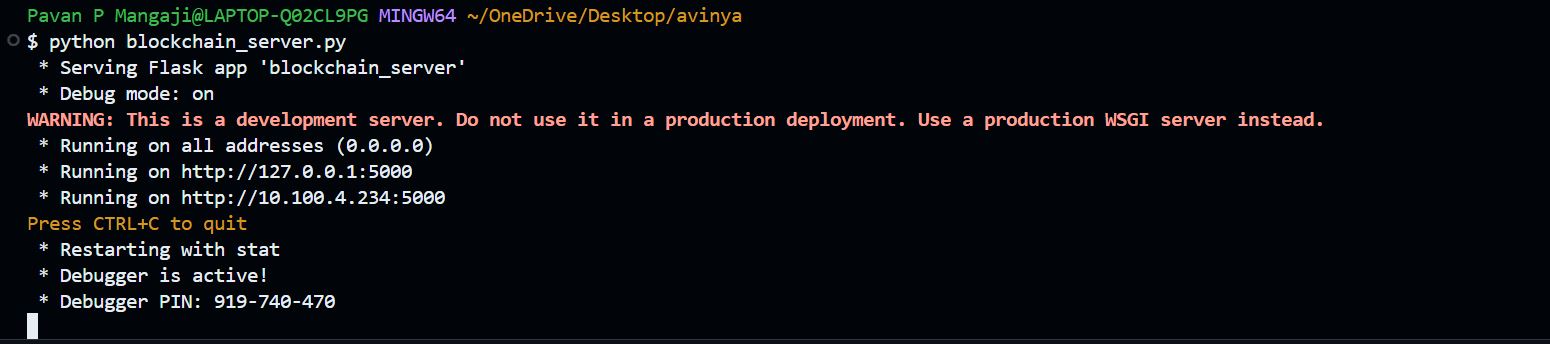 Pavan P Mangaji@LAPTOP-Q02CL9PG MINGW64 ~/OneDrive/Desktop/avinya
$ python blockchain_server.py
 * Serving Flask app 'blockchain_server'
 * Debug mode: on
WARNING: This is a development server. Do not use it in a production deployment. Use a production WSGI server instead.
 * Running on all addresses (0.0.0.0)
 * Running on http://127.0.0.1:5000
 * Running on http://10.100.4.234:5000
Press CTRL+C to quit
 * Restarting with stat
 * Debugger is active!
 * Debugger PIN: 919-740-470